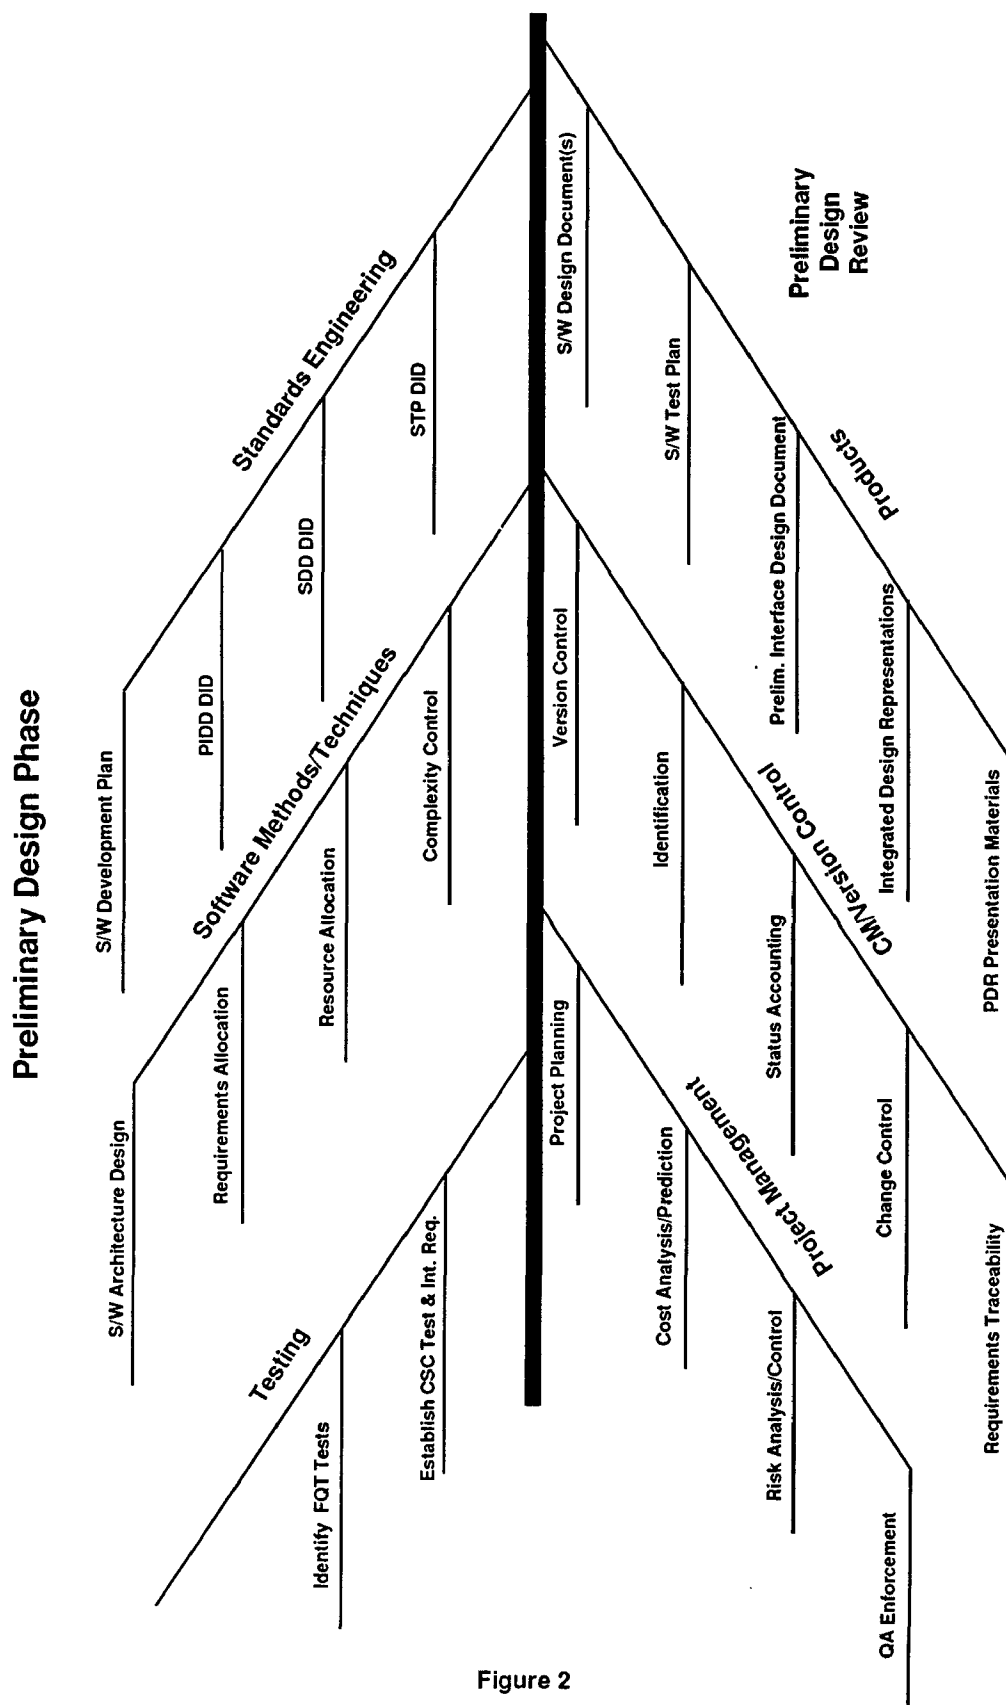 Preliminary Design Phase
Testing
Identify FQT Tests
Establish CSC Test & Int. Req.
Software Methods/Techniques
S/W Architecture Design
Requirements Allocation
Resource Allocation
Complexity Control
Standards Engineering
S/W Development Plan
PIDD DID
SDD DID
STP DID
Project Management
Project Planning
Cost Analysis/Prediction
Risk Analysis/Control
QA Enforcement
CM/Version Control
Version Control
Identification
Status Accounting
Change Control
Requirements Traceability
Products
S/W Design Document(s)
S/W Test Plan
Prelim. Interface Design Document
Integrated Design Representations
PDR Presentation Materials
Preliminary
Design
Review
Figure 2